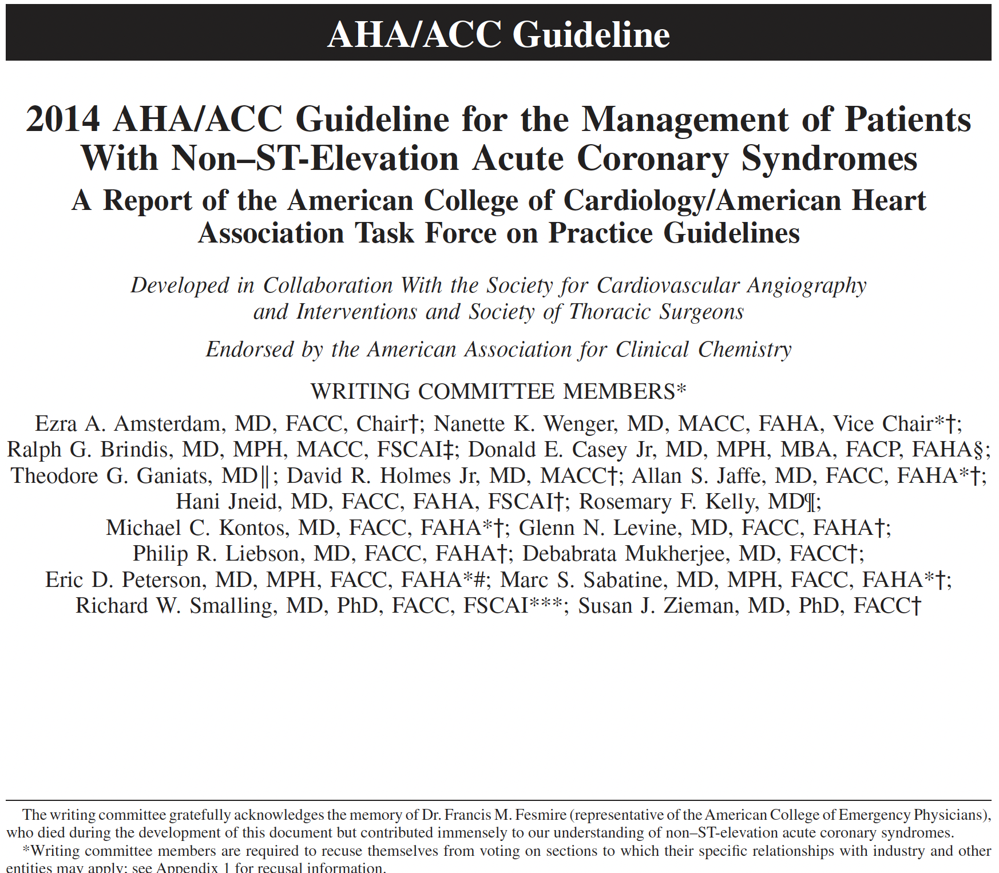 AHA/ACC Guideline
2014 AHA/ACC Guideline for the Management of Patients
With Non–ST-Elevation Acute Coronary Syndromes
A Report of the American College of Cardiology/American Heart
Association Task Force on Practice Guidelines
Developed in Collaboration With the Society for Cardiovascular Angiography
and Interventions and Society of Thoracic Surgeons
Endorsed by the American Association for Clinical Chemistry
WRITING COMMITTEE MEMBERS*
Ezra A. Amsterdam, MD, FACC, Chair†; Nanette K. Wenger, MD, MACC, FAHA, Vice Chair*†;
Ralph G. Brindis, MD, MPH, MACC, FSCAI‡; Donald E. Casey Jr, MD, MPH, MBA, FACP, FAHA§;
Theodore G. Ganiats, MD‖; David R. Holmes Jr, MD, MACC†; Allan S. Jaffe, MD, FACC, FAHA*†;
Hani Jneid, MD, FACC, FAHA, FSCAI†; Rosemary F. Kelly, MD¶;
Michael C. Kontos, MD, FACC, FAHA*†; Glenn N. Levine, MD, FACC, FAHA†;
Philip R. Liebson, MD, FACC, FAHA†; Debabrata Mukherjee, MD, FACC†;
Eric D. Peterson, MD, MPH, FACC, FAHA*#; Marc S. Sabatine, MD, MPH, FACC, FAHA*†;
Richard W. Smalling, MD, PhD, FACC, FSCAI***; Susan J. Zieman, MD, PhD, FACC†
The writing committee gratefully acknowledges the memory of Dr. Francis M. Fesmire (representative of the American College of Emergency Physicians),
who died during the development of this document but contributed immensely to our understanding of non–ST-elevation acute coronary syndromes.
*Writing committee members are required to recuse themselves from voting on sections to which their specific relationships with industry and other
entities may apply; see Appendix 1 for recusal information.